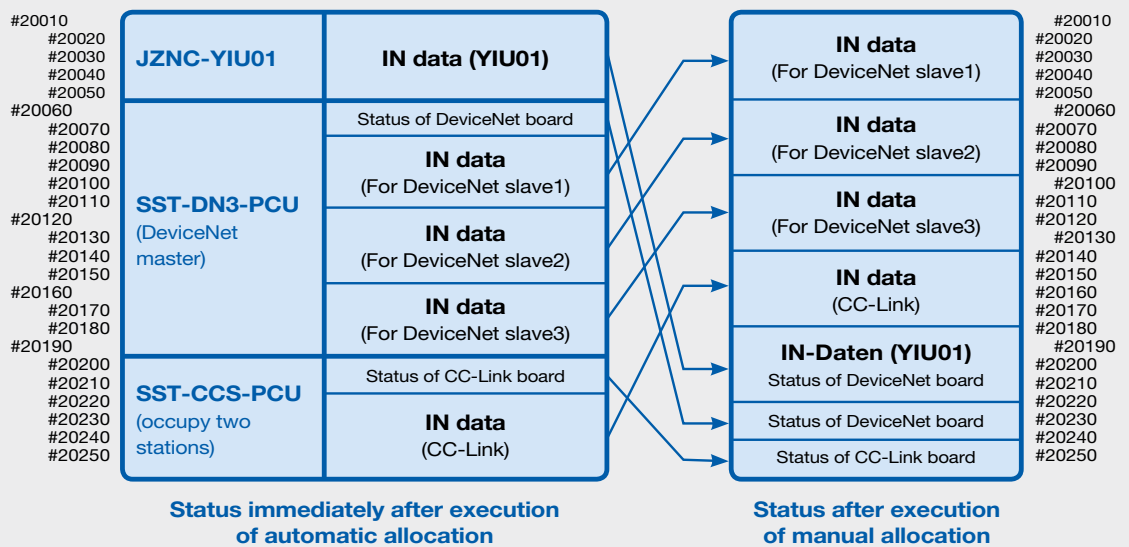 #20010
#20020
#20030
#20040
#20050
#20060
#20070
#20080
#20090
#20100
#20110
#20120
#20130
#20140
#20150
#20160
#20170
#20180
#20190
#20200
#20210
#20220
#20230
#20240
#20250
JZNC-YIU01
IN data (YIU01)
SST-DN3-PCU
(DeviceNet
master)
Status of DeviceNet board
IN data
(For DeviceNet slave1)
IN data
(For DeviceNet slave2)
IN data
(For DeviceNet slave3)
SST-CCS-PCU
(occupy two
stations)
Status of CC-Link board
IN data
(CC-Link)
Status immediately after execution
of automatic allocation
IN data
(For DeviceNet slave1)
IN data
(For DeviceNet slave2)
IN data
(For DeviceNet slave3)
IN data
(CC-Link)
IN-Daten (YIU01)
Status of DeviceNet board
Status of DeviceNet board
Status of CC-Link board
#20010
#20020
#20030
#20040
#20050
#20060
#20070
#20080
#20090
#20100
#20110
#20120
#20130
#20140
#20150
#20160
#20170
#20180
#20190
#20200
#20210
#20220
#20230
#20240
#20250
Status after execution
of manual allocation